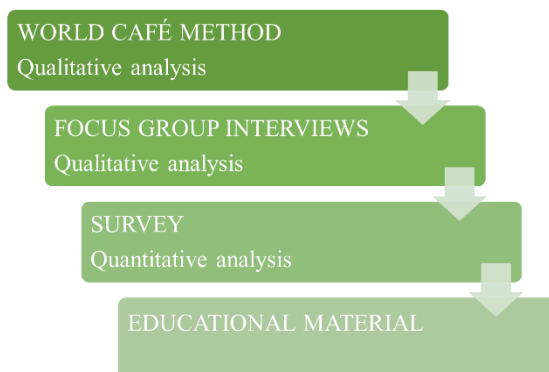 WORLD CAFÉ METHOD
Qualitative analysis
FOCUS GROUP INTERVIEWS
Qualitative analysis
SURVEY
Quantitative analysis
EDUCATIONAL MATERIAL